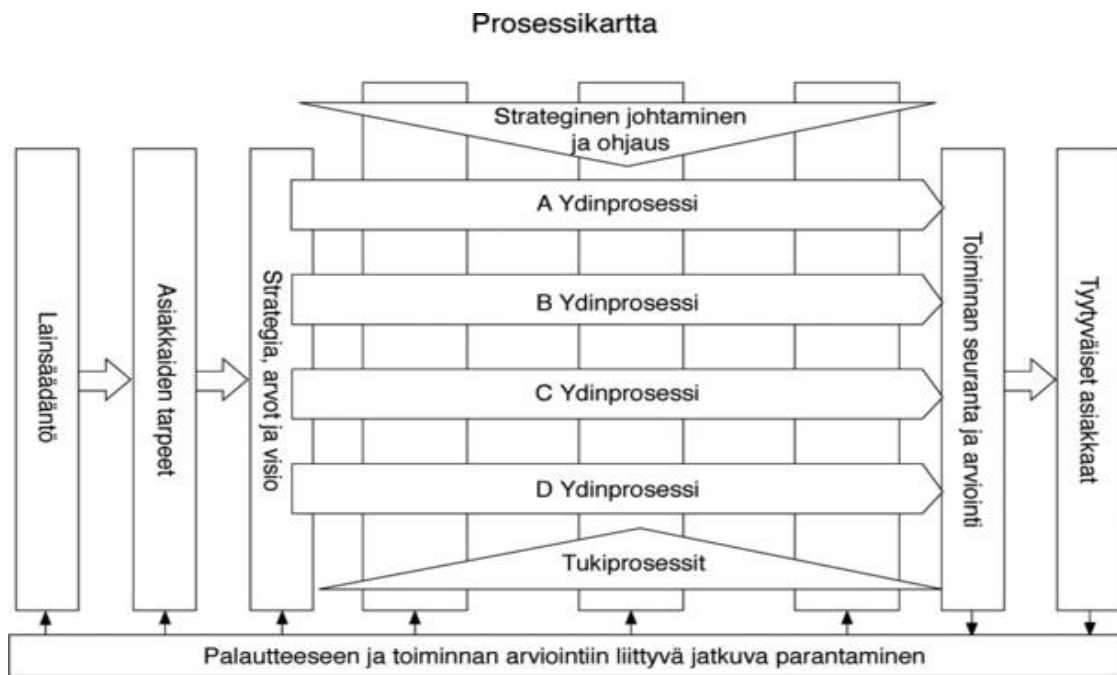 Prosessikartta
Strateginen johtaminen
ja ohjaus
Lainsäädäntö
Asiakkaiden tarpeet
Strategia, arvot ja visio
A Ydinprosessi
B Ydinprosessi
C Ydinprosessi
D Ydinprosessi
Tukiprosessit
Toiminnan seuranta ja arviointi
Tyytyväiset asiakkaat
Palautteeseen ja toiminnan arviointiin liittyvä jatkuva parantaminen